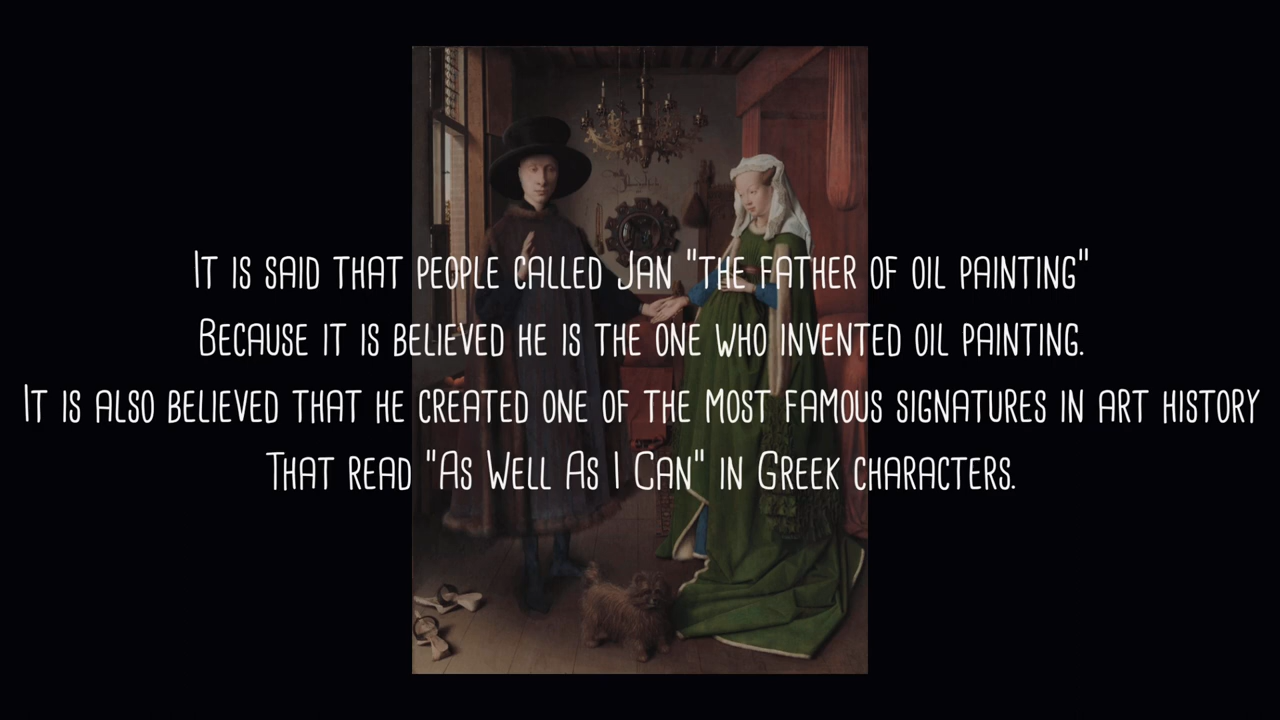 It is said that people called Jan "the father of oil painting"
Because it is believed he is the one who invented oil painting.
It is also believed that he created one of the most famous signatures in art history
That read "As Well As I Can" in Greek characters.